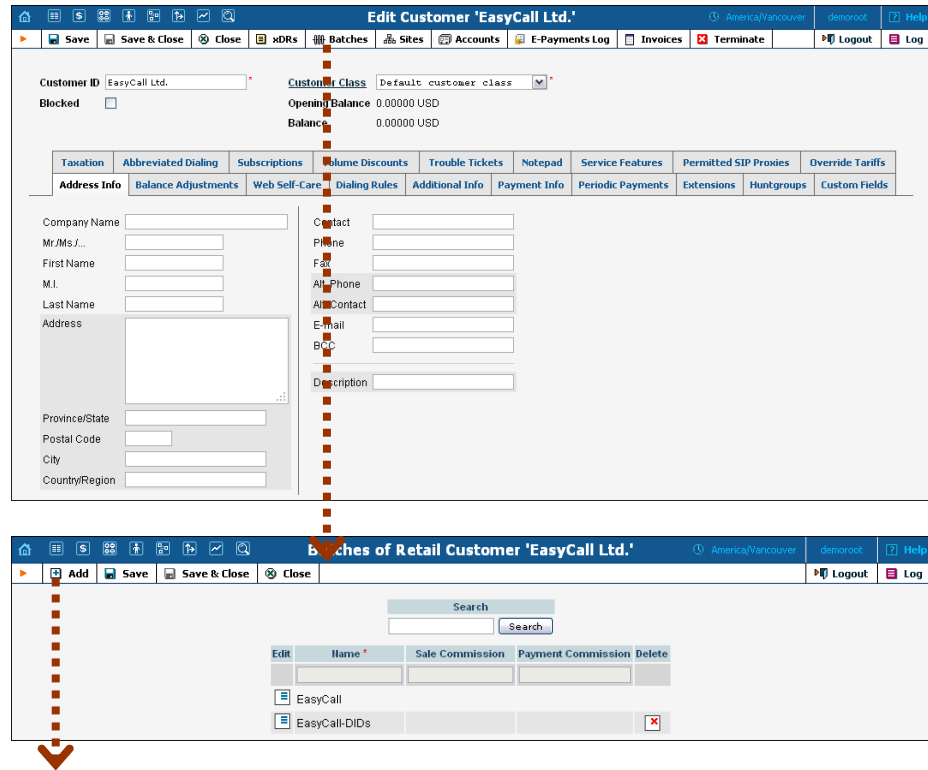 Edit Customer 'EasyCall Ltd.' America/Vancouver demoroot ? Help
Save Save & Close Close xDRs Batches Sites Accounts E-Payments Log Invoices Terminate Logout Log
Customer ID EasyCall Ltd. * Customer Class Default customer class *
Blocked Opening Balance 0.00000 USD
Balance 0.00000 USD
Taxation Abbreviated Dialing Subscriptions Volume Discounts Trouble Tickets Notepad Service Features Permitted SIP Proxies Override Tariffs
Address Info Balance Adjustments Web Self-Care Dialing Rules Additional Info Payment Info Periodic Payments Extensions Huntgroups Custom Fields
Company Name Contact
Mr./Ms./... Phone
First Name Fax
M.I. Alt. Phone
Last Name Alt. Contact
Address E-mail
BCC
Description
Province/State
Postal Code
City
Country/Region
Batches of Retail Customer 'EasyCall Ltd.' America/Vancouver demoroot ? Help
Add Save Save & Close Close Logout Log
Search
Search
Edit Name * Sale Commission Payment Commission Delete
EasyCall
EasyCall-DIDs